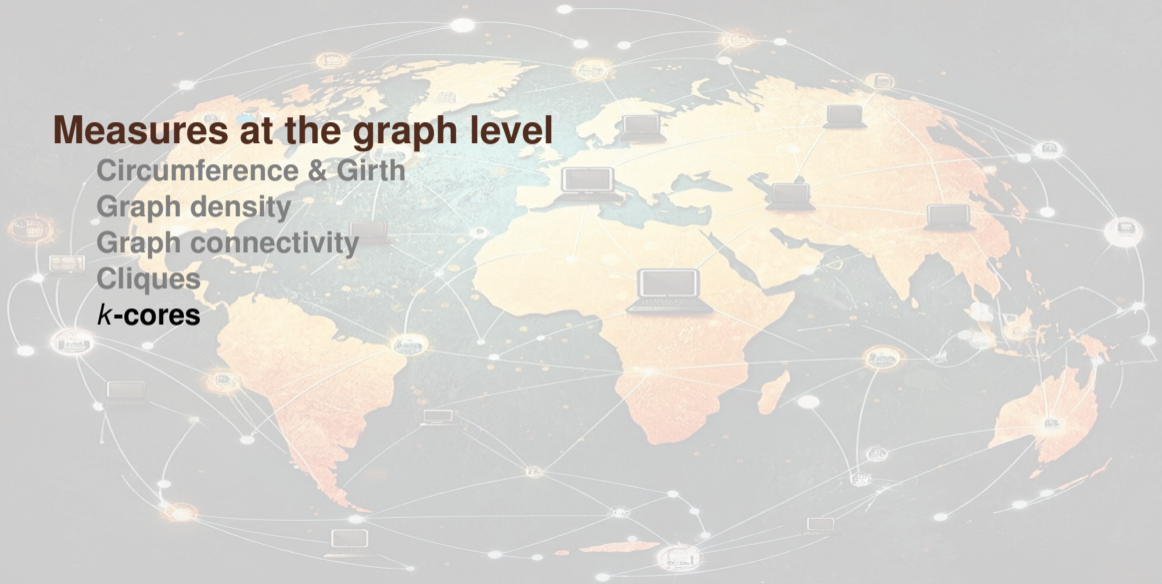 Measures at the graph level
Circumference & Girth
Graph density
Graph connectivity
Cliques
k-cores